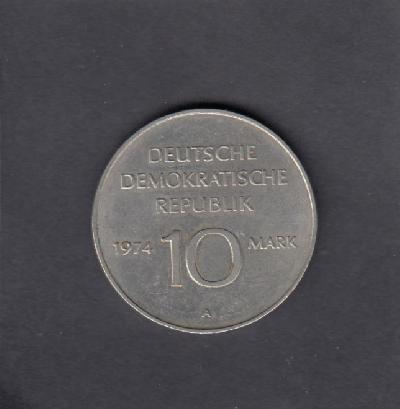 DEUTSCHE
DEMOKRATISCHE
REPUBLIK
1974 10 MARK
A